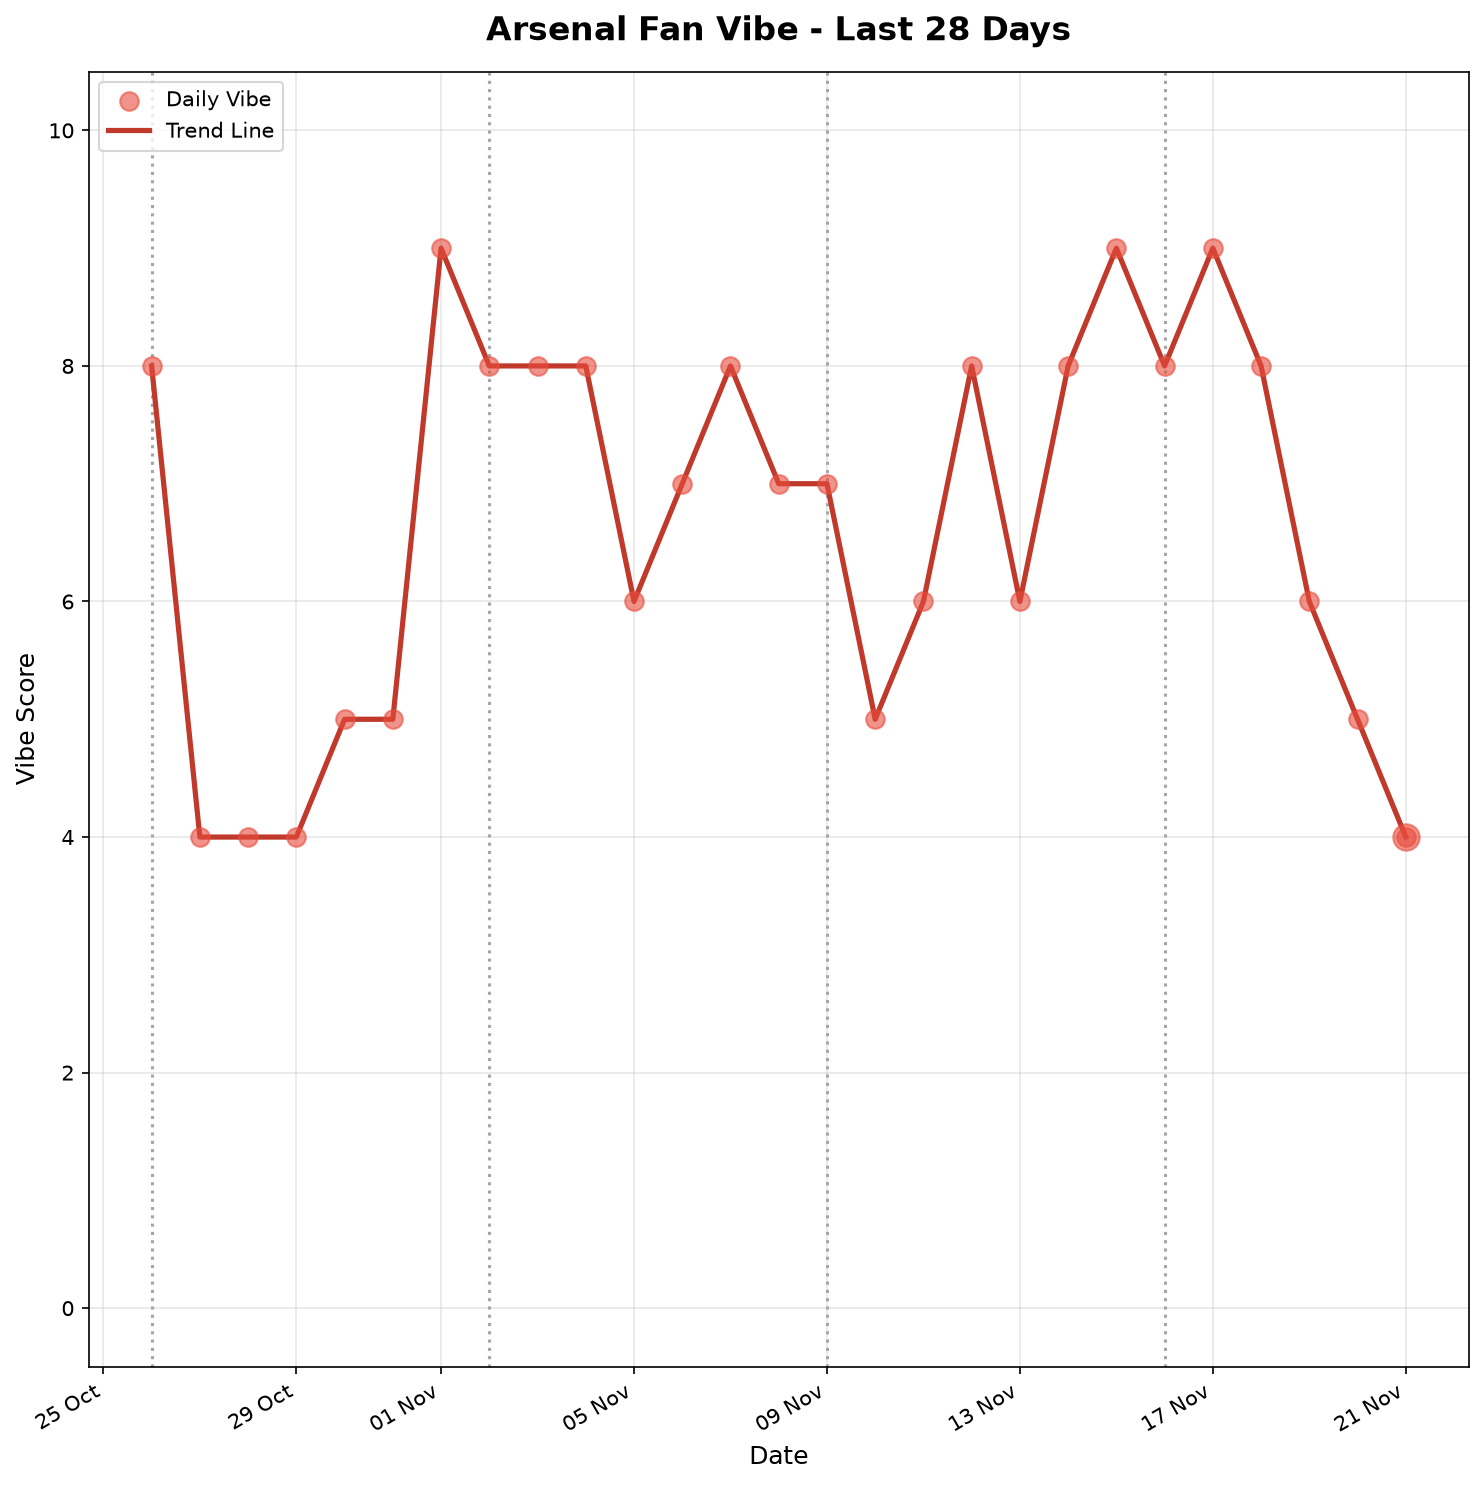 Arsenal Fan Vibe - Last 28 Days
Daily Vibe
Trend Line
10
8
6
4
2
0
Vibe Score
25 Oct
29 Oct
01 Nov
05 Nov
09 Nov
13 Nov
17 Nov
21 Nov
Date